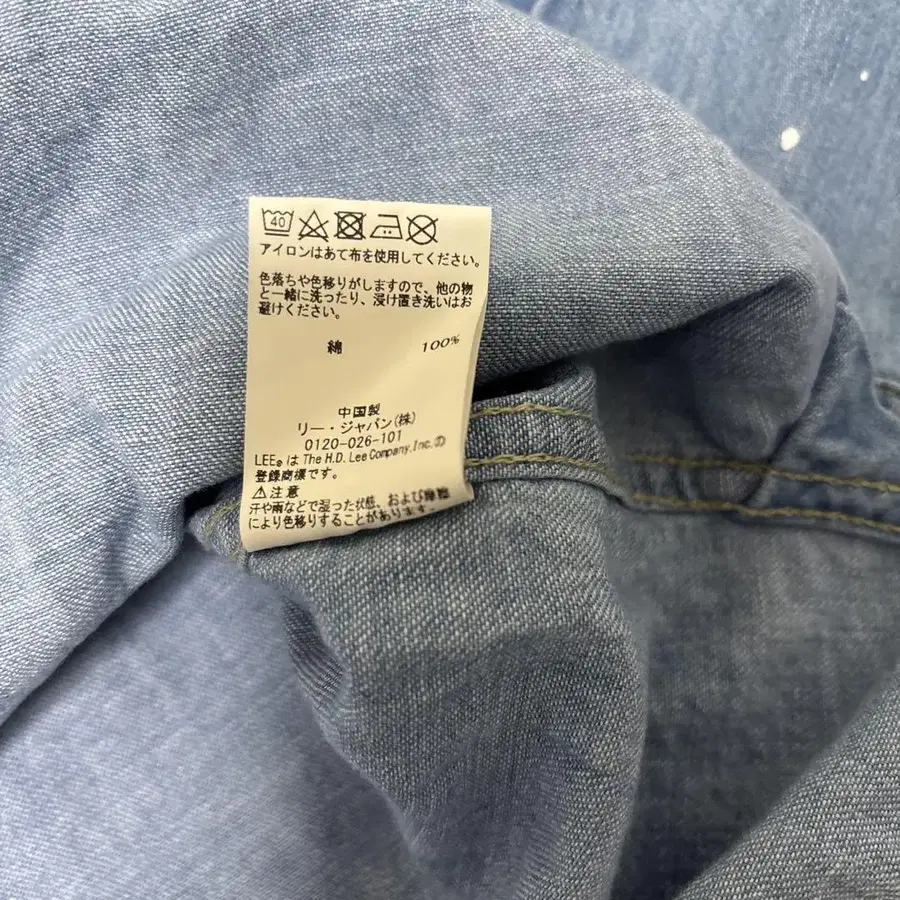 40
アイロンはあて布を使用してください。
色落ちや色移りがしますので、他の物
と一緒に洗ったり、浸け置き洗いはお
避けください。
綿 100%
中国製
リー・ジャパン(株)
0120-026-101
LEE® は The H.D. Lee Company, Inc. の
登録商標です。
⚠注意
汗や雨などで湿った状態、および摩擦
により色移りすることがあります。